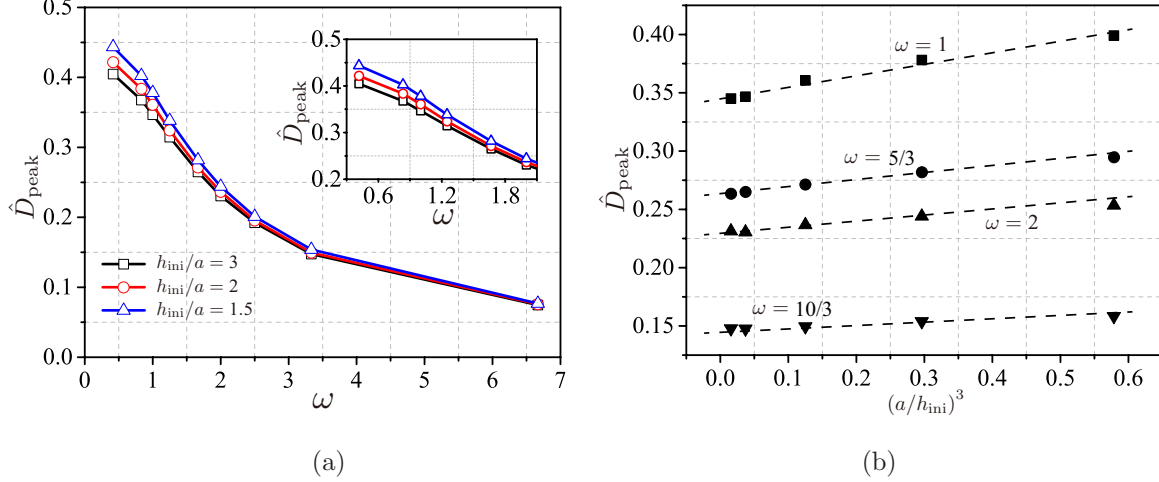 0.5
0.4
0.3
0.2
0.1
0.0
D̂peak
0 1 2 3 4 5 6 7
ω
hini/a = 3
hini/a = 2
hini/a = 1.5
0.5
0.4
0.3
0.2
D̂peak
0.6 1.2 1.8
ω
(a)
0.40
0.35
0.30
0.25
0.20
0.15
D̂peak
ω = 1
ω = 5/3
ω = 2
ω = 10/3
0.0 0.1 0.2 0.3 0.4 0.5 0.6
(a/hini)³
(b)